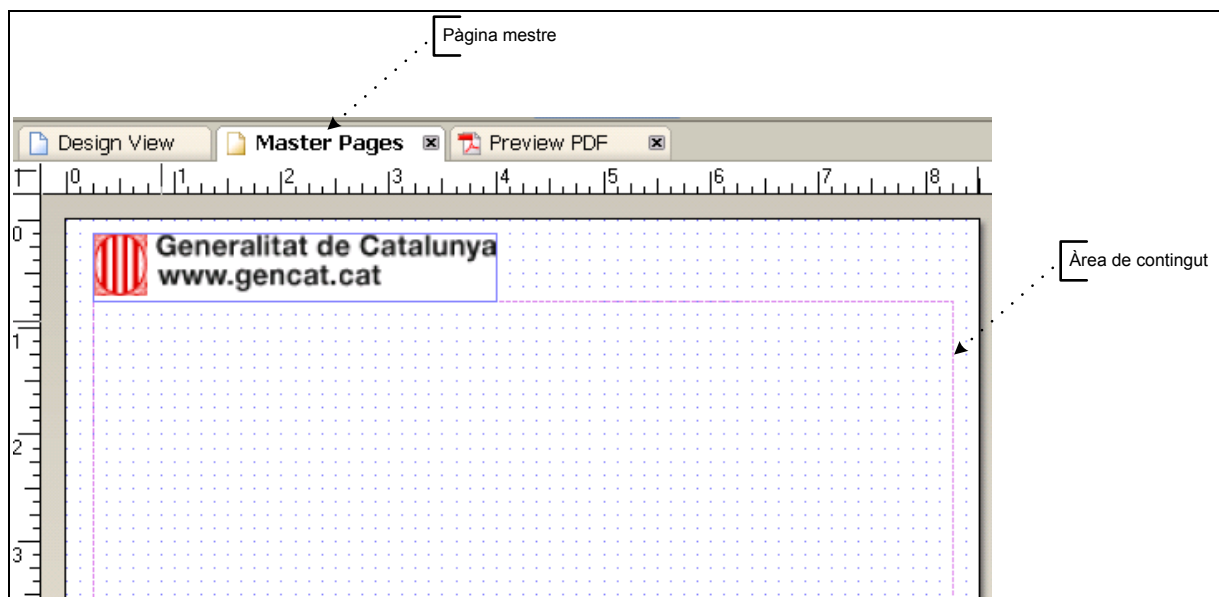 Pàgina mestre
Design View Master Pages Preview PDF
0 1 2 3 4 5 6 7 8
0
Generalitat de Catalunya
www.gencat.cat
Àrea de contingut
1
2
3